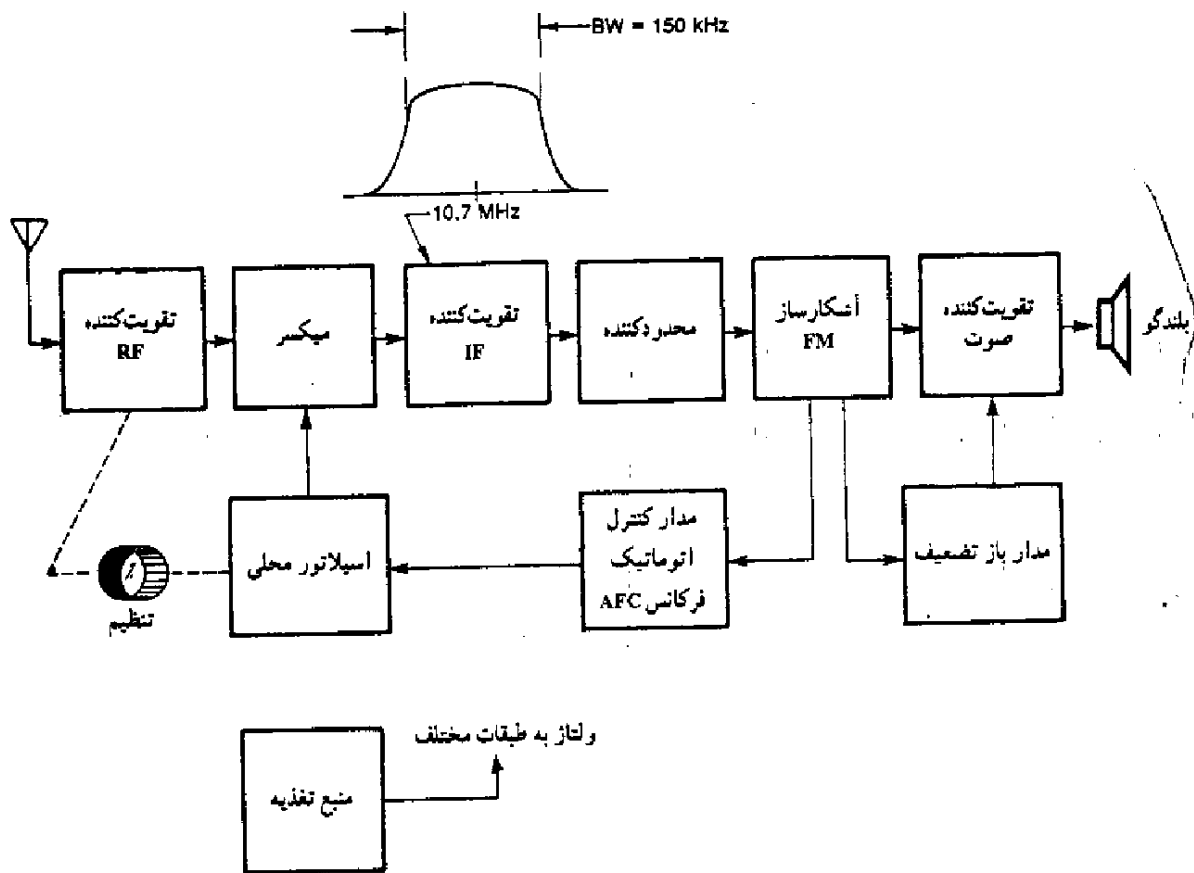 BW = 150 kHz
10.7 MHz
تقویت‌کننده
RF
میکسر
تقویت‌کننده
IF
محدودکننده
آشکارساز
FM
تقویت‌کننده
صوت
بلندگو
تنظیم
اسیلاتور محلی
مدار کنترل
اتوماتیک
فرکانس AFC
مدار باز تضعیف
منبع تغذیه
ولتاژ به طبقات مختلف